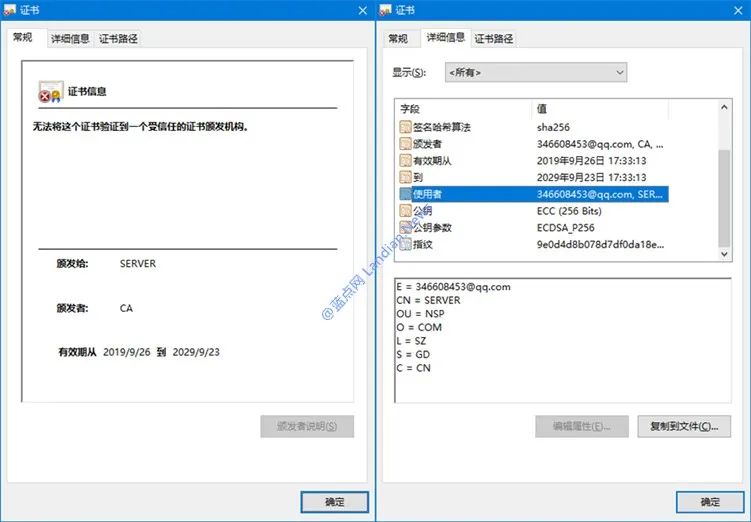 证书
常规
详细信息
证书路径
证书信息
无法将这个证书验证到一个受信任的证书颁发机构。
颁发给: SERVER
颁发者: CA
有效期从 2019/9/26 到 2029/9/23
颁发者说明(S)
确定
证书
常规
详细信息
证书路径
显示(S): <所有>
字段 值
签名哈希算法 sha256
颁发者 346608453@qq.com, CA, ...
有效期从 2019年9月26日 17:33:13
到 2029年9月23日 17:33:13
使用者 346608453@qq.com, SER...
公钥 ECC (256 Bits)
公钥参数 ECDSA_P256
指纹 9e0d4d8b078d7df0da18e...
E = 346608453@qq.com
CN = SERVER
OU = NSP
O = COM
L = SZ
S = GD
C = CN
编辑属性(E)...
复制到文件(C)...
确定
@蓝点网 Landian.News